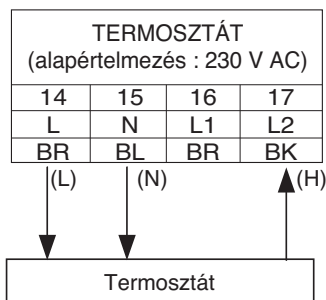 TERMOSZTÁT
(alapértelmezés : 230 V AC)
14 15 16 17
L N L1 L2
BR BL BR BK
(L) (N) (H)
Termosztát